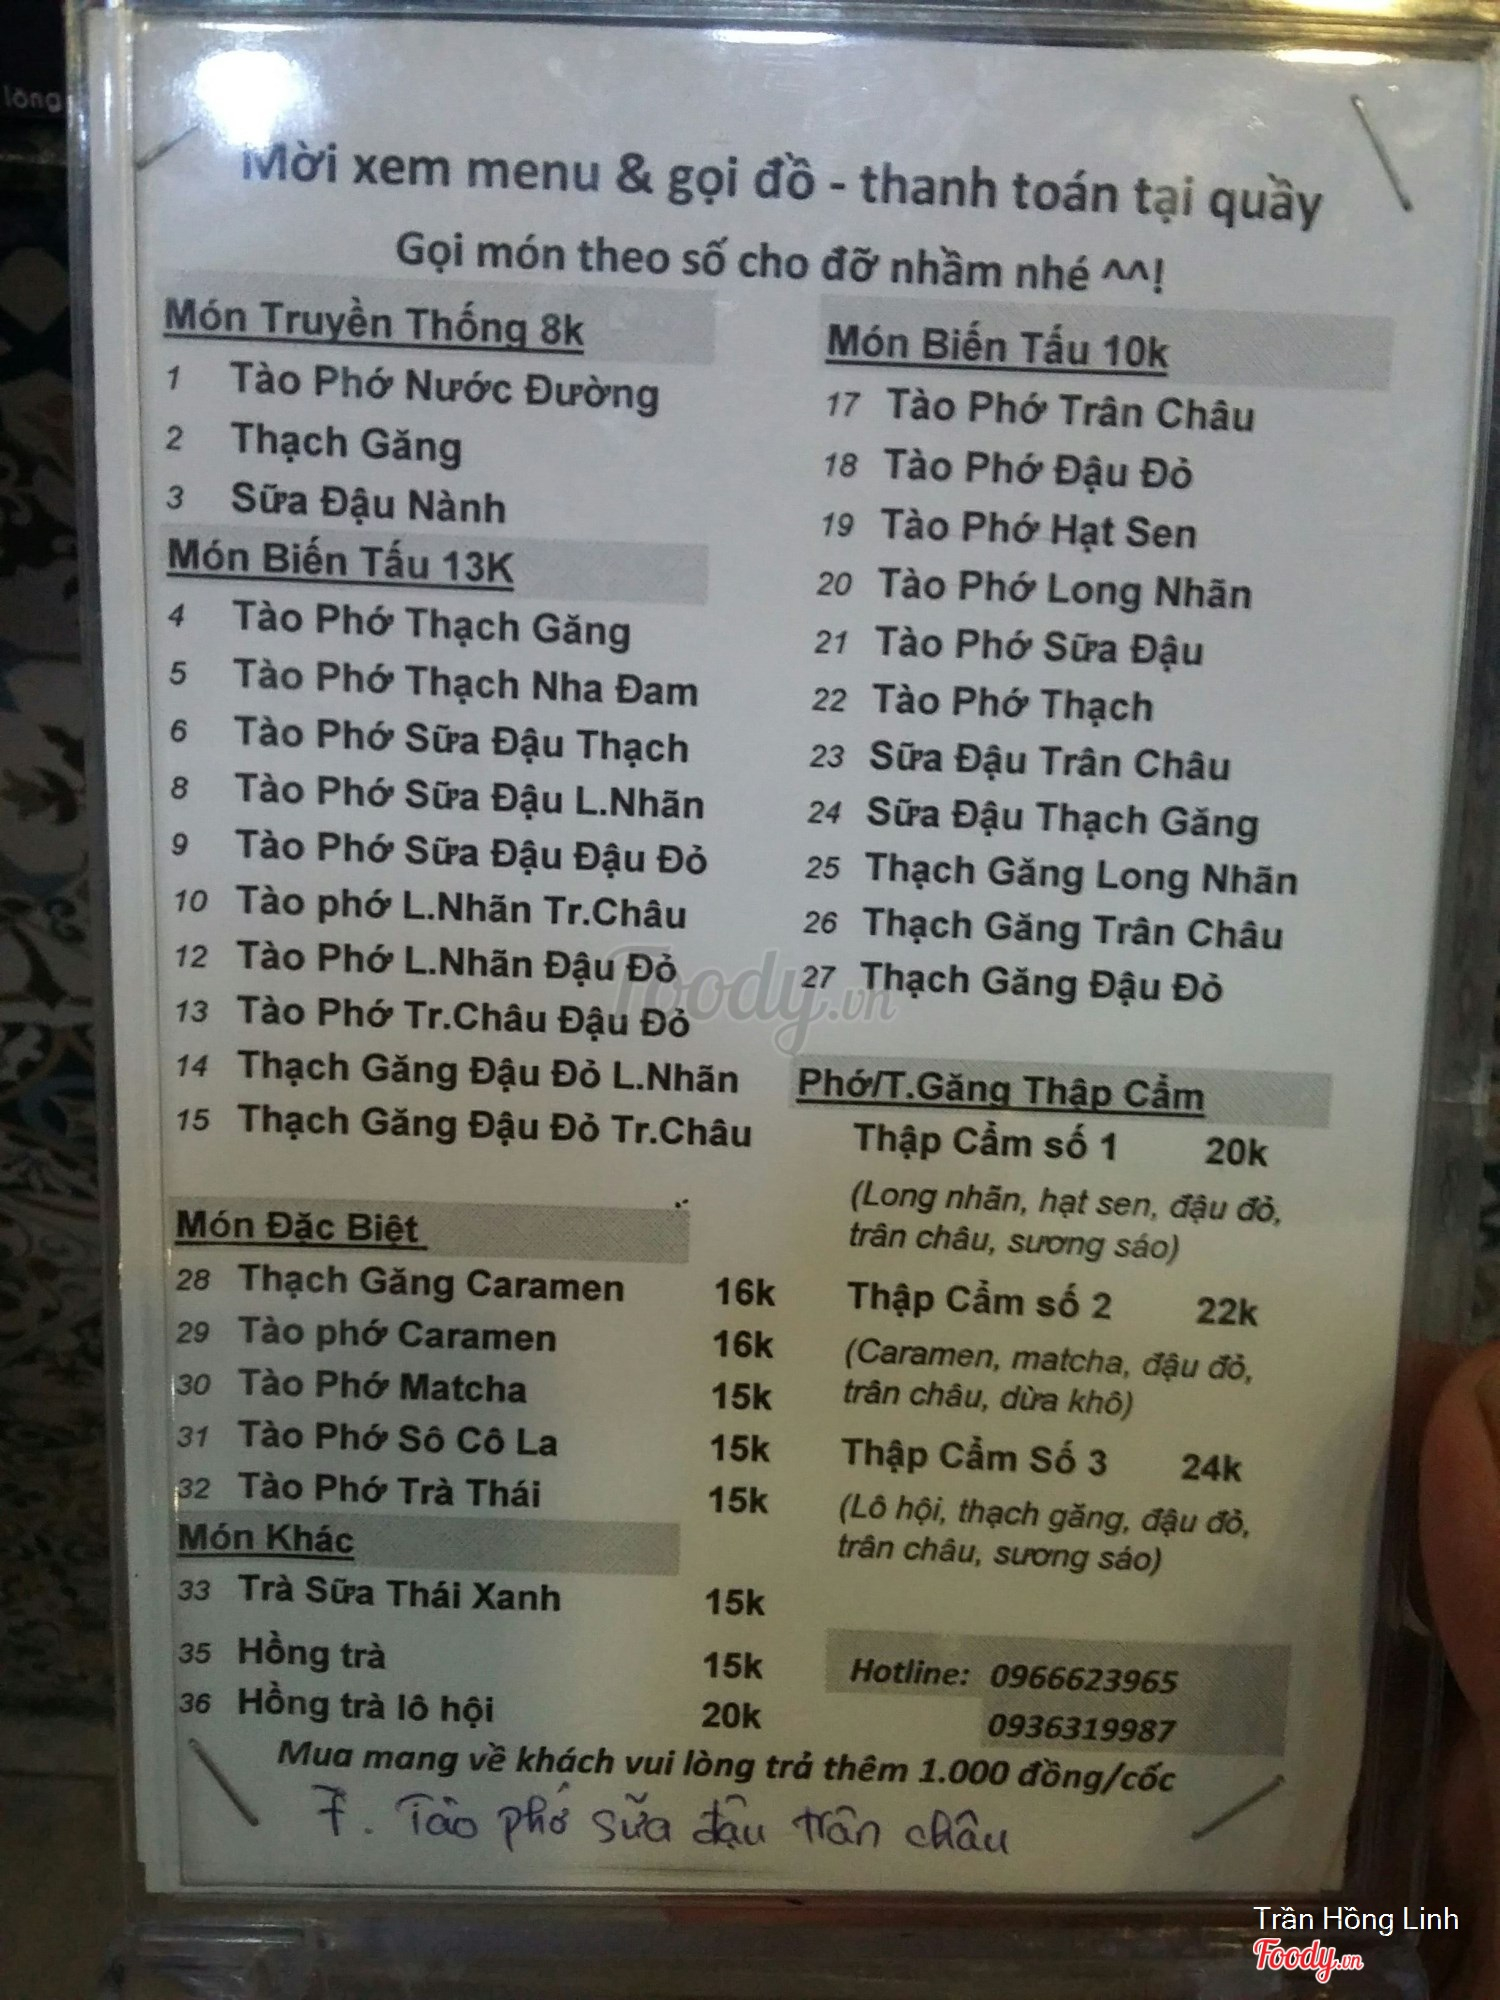 lòng
Mời xem menu & gọi đồ - thanh toán tại quầy
Gọi món theo số cho đỡ nhầm nhé ^^!
Món Truyền Thống 8k
1 Tào Phớ Nước Đường
2 Thạch Găng
3 Sữa Đậu Nành
Món Biến Tấu 13K
4 Tào Phớ Thạch Găng
5 Tào Phớ Thạch Nha Đam
6 Tào Phớ Sữa Đậu Thạch
8 Tào Phớ Sữa Đậu L.Nhãn
9 Tào Phớ Sữa Đậu Đậu Đỏ
10 Tào phớ L.Nhãn Tr.Châu
12 Tào Phớ L.Nhãn Đậu Đỏ
13 Tào Phớ Tr.Châu Đậu Đỏ
14 Thạch Găng Đậu Đỏ L.Nhãn
15 Thạch Găng Đậu Đỏ Tr.Châu
Món Đặc Biệt
28 Thạch Găng Caramen 16k
29 Tào phớ Caramen 16k
30 Tào Phớ Matcha 15k
31 Tào Phớ Sô Cô La 15k
32 Tào Phớ Trà Thái 15k
Món Khác
33 Trà Sữa Thái Xanh 15k
35 Hồng trà 15k
36 Hồng trà lô hội 20k
Món Biến Tấu 10k
17 Tào Phớ Trân Châu
18 Tào Phớ Đậu Đỏ
19 Tào Phớ Hạt Sen
20 Tào Phớ Long Nhãn
21 Tào Phớ Sữa Đậu
22 Tào Phớ Thạch
23 Sữa Đậu Trân Châu
24 Sữa Đậu Thạch Găng
25 Thạch Găng Long Nhãn
26 Thạch Găng Trân Châu
27 Thạch Găng Đậu Đỏ
Phớ/T.Găng Thập Cẩm
Thập Cẩm số 1 20k
(Long nhãn, hạt sen, đậu đỏ,
trân châu, sương sáo)
Thập Cẩm số 2 22k
(Caramen, matcha, đậu đỏ,
trân châu, dừa khô)
Thập Cẩm Số 3 24k
(Lô hội, thạch găng, đậu đỏ,
trân châu, sương sáo)
Hotline: 0966623965
0936319987
Mua mang về khách vui lòng trả thêm 1.000 đồng/cốc
7. Tào phớ sữa đậu trân châu
Foody.vn
Trần Hồng Linh
Foody.vn